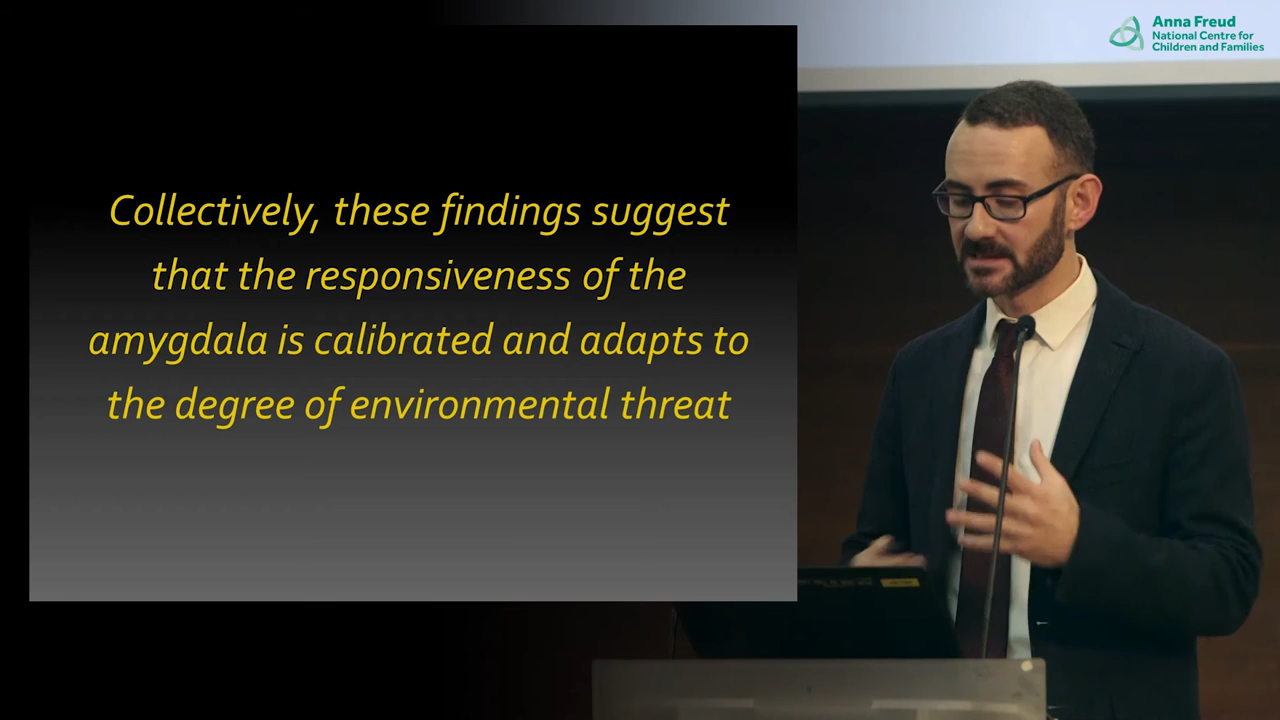 Anna Freud
National Centre for
Children and Families
Collectively, these findings suggest
that the responsiveness of the
amygdala is calibrated and adapts to
the degree of environmental threat